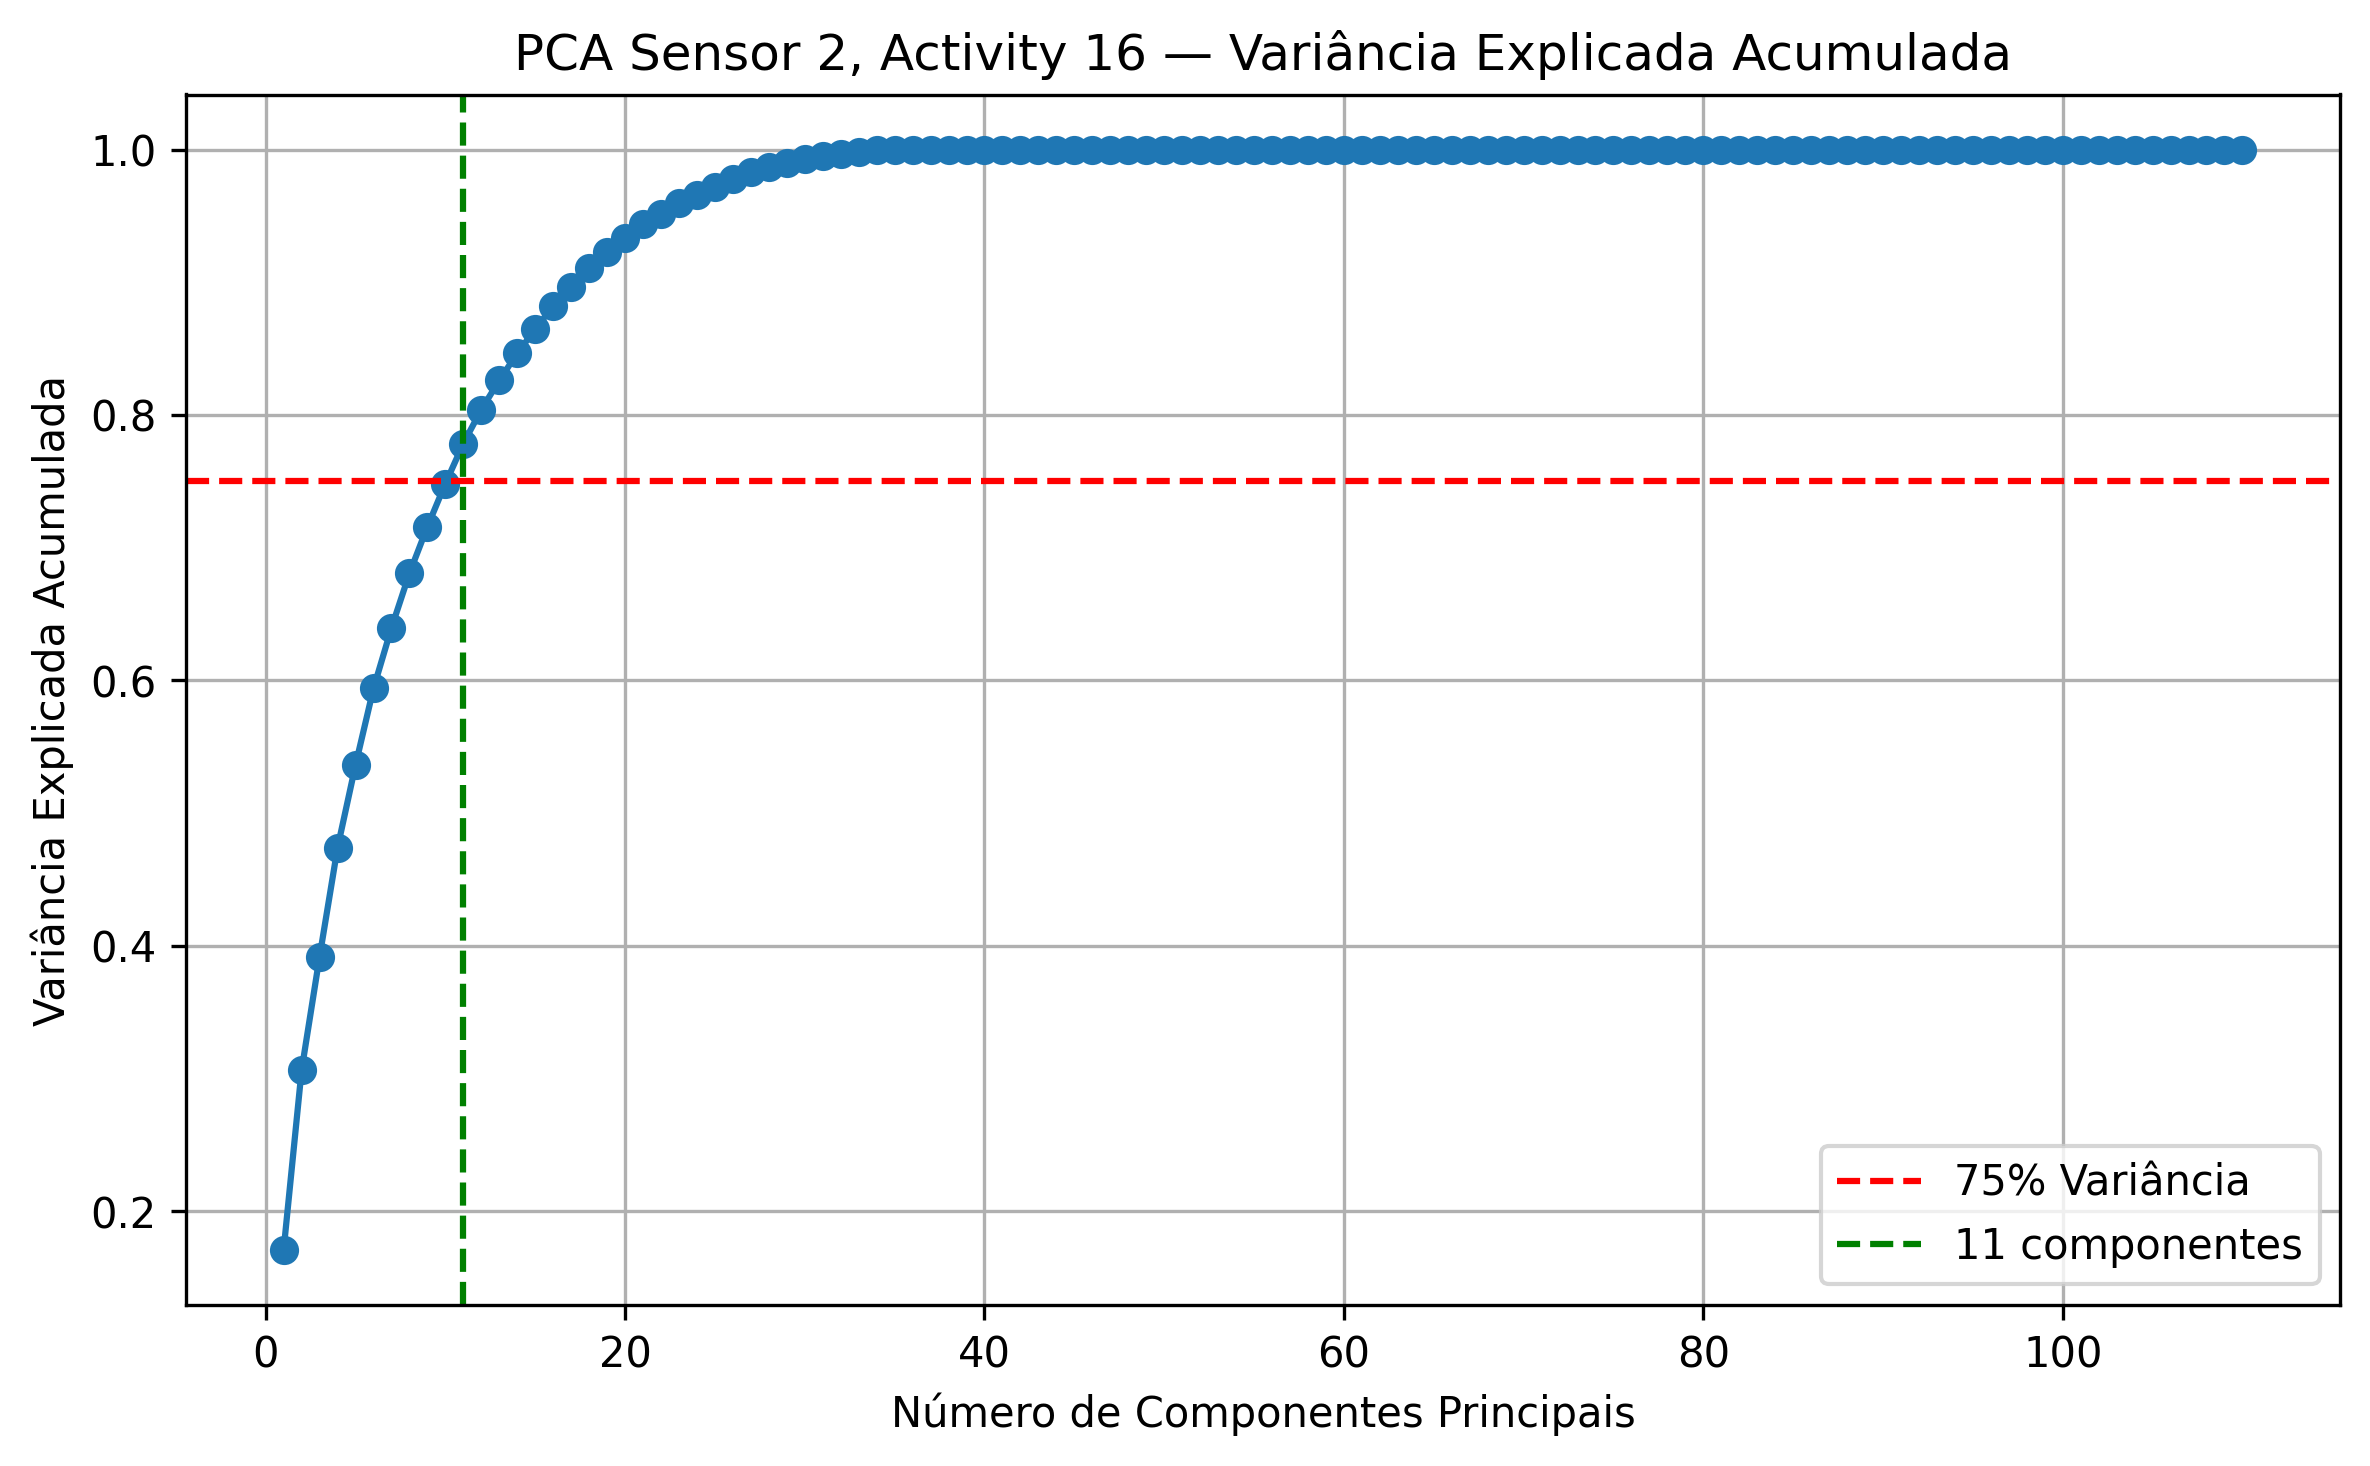 PCA Sensor 2, Activity 16 — Variância Explicada Acumulada
Variância Explicada Acumulada
1.0
0.8
0.6
0.4
0.2
0
20
40
60
80
100
Número de Componentes Principais
75% Variância
11 componentes